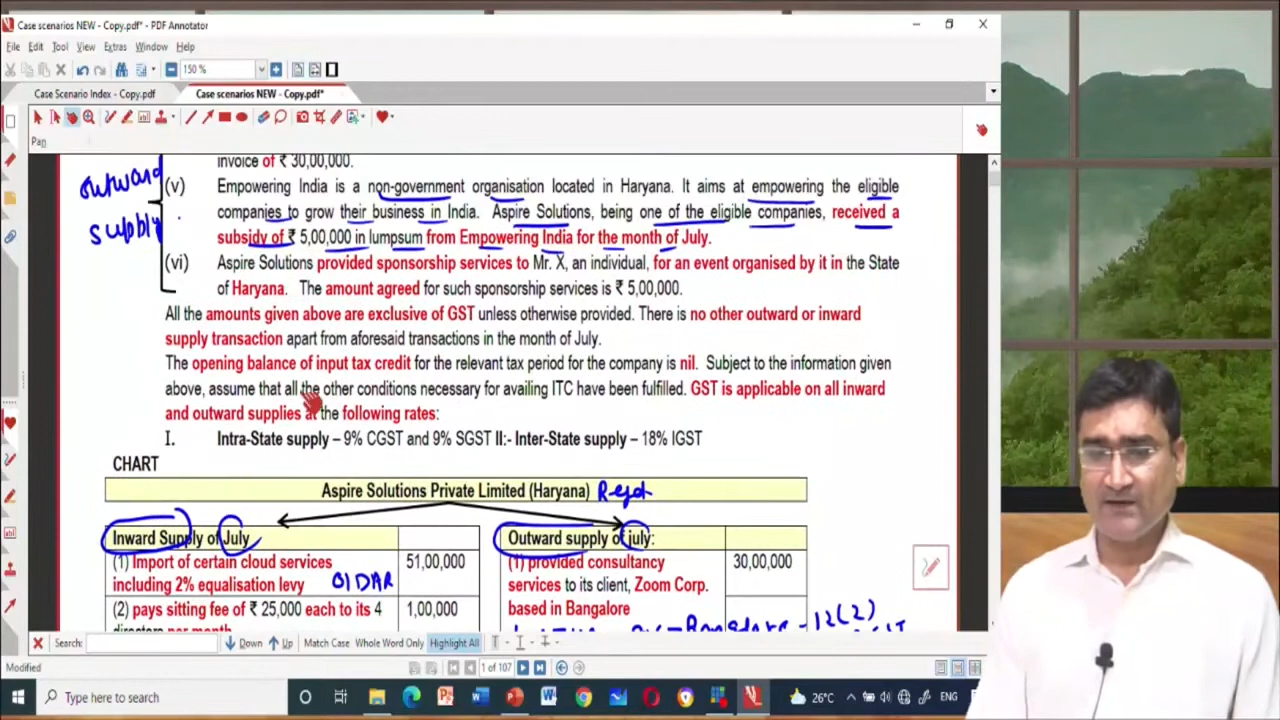 Case scenarios NEW - Copy.pdf* - PDF Annotator
File Edit Tool View Extras Window Help
150 %
Case Scenario Index - Copy.pdf Case scenarios NEW - Copy.pdf*
Pan
invoice of ₹ 30,00,000.
outward
supply
(v) Empowering India is a non-government organisation located in Haryana. It aims at empowering the eligible
companies to grow their business in India. Aspire Solutions, being one of the eligible companies, received a
subsidy of ₹ 5,00,000 in lumpsum from Empowering India for the month of July.
(vi) Aspire Solutions provided sponsorship services to Mr. X, an individual, for an event organised by it in the State
of Haryana. The amount agreed for such sponsorship services is ₹ 5,00,000.
All the amounts given above are exclusive of GST unless otherwise provided. There is no other outward or inward
supply transaction apart from aforesaid transactions in the month of July.
The opening balance of input tax credit for the relevant tax period for the company is nil. Subject to the information given
above, assume that all the other conditions necessary for availing ITC have been fulfilled. GST is applicable on all inward
and outward supplies at the following rates:
I. Intra-State supply – 9% CGST and 9% SGST II:- Inter-State supply – 18% IGST
CHART
Aspire Solutions Private Limited (Haryana) Regd
Inward Supply of July
(1) Import of certain cloud services 51,00,000
including 2% equalisation levy OIDAR
(2) pays sitting fee of ₹ 25,000 each to its 4 1,00,000
directors per month
Outward supply of july:
(1) provided consultancy 30,00,000
services to its client, Zoom Corp.
based in Bangalore
Bangalore - 12(2)
Search: Down Up Match Case Whole Word Only Highlight All
Modified 1 of 107
Type here to search 26°C ENG